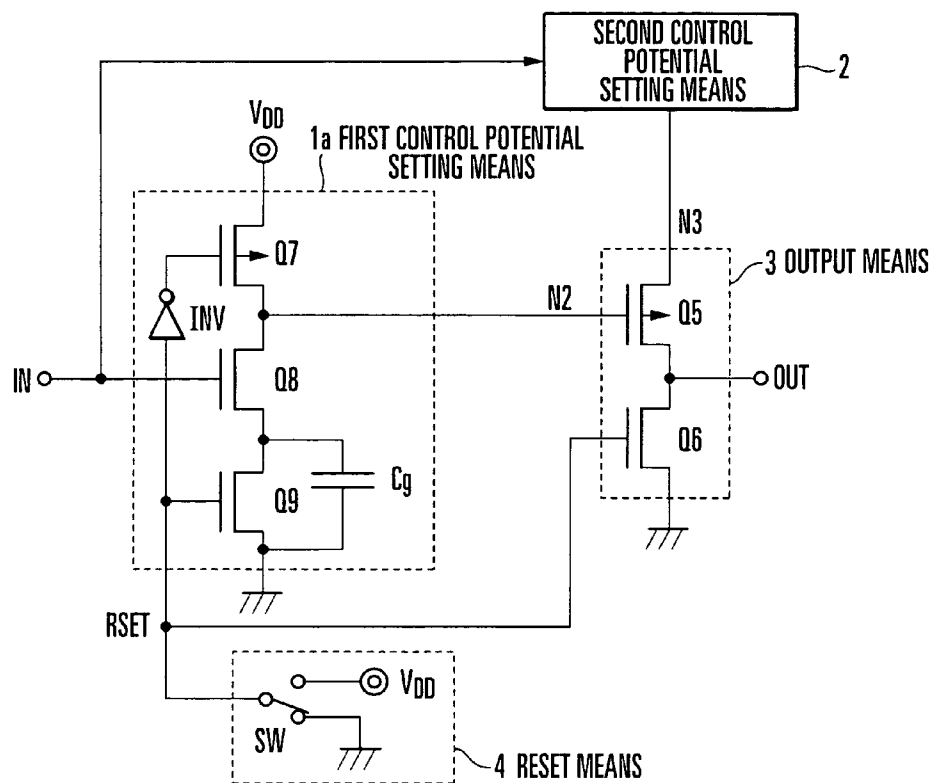 SECOND CONTROL
POTENTIAL
SETTING MEANS
2
VDD
1a FIRST CONTROL POTENTIAL
SETTING MEANS
N3
3 OUTPUT MEANS
Q7
N2
Q5
INV
IN
Q8
OUT
Q6
Q9
Cg
RSET
VDD
SW
4 RESET MEANS